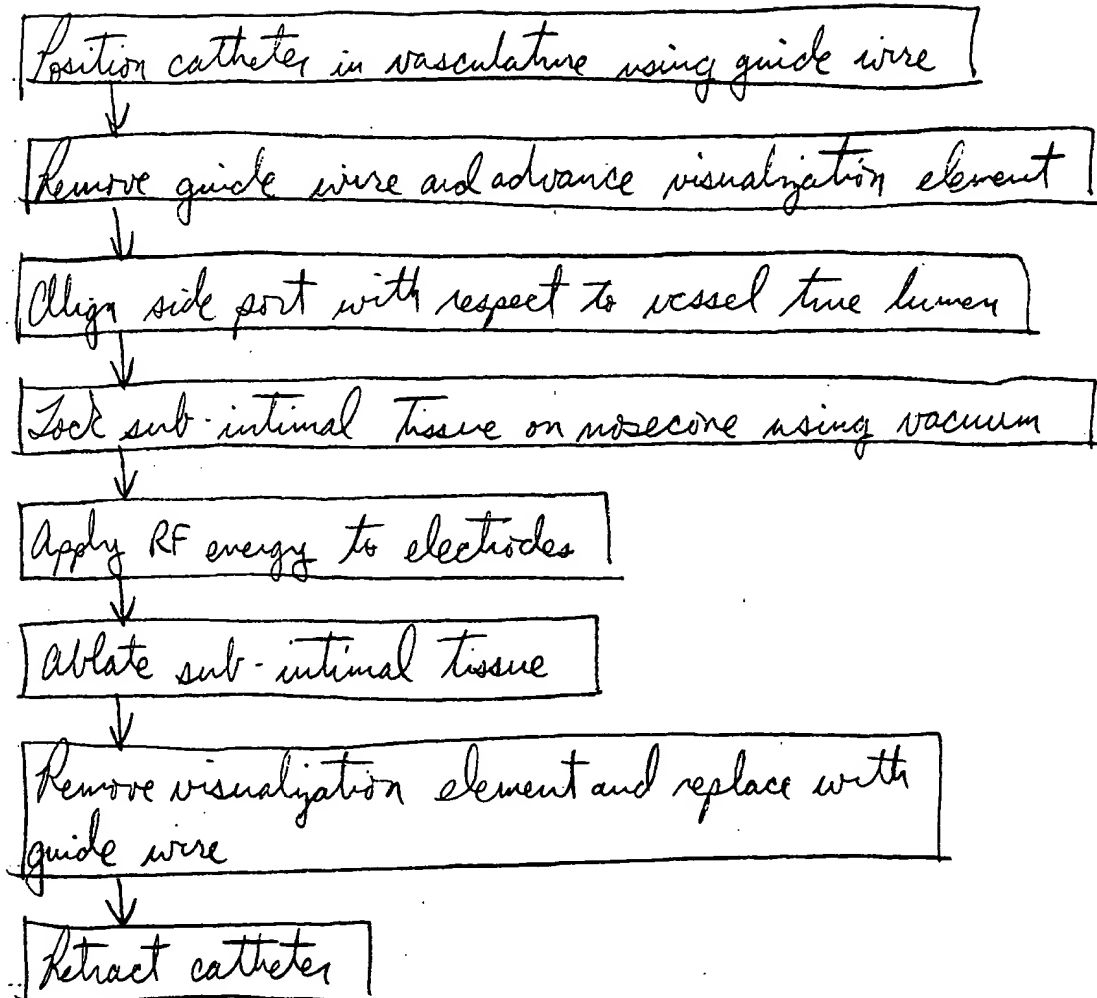 Position catheter in vasculature using guide wire
Remove guide wire and advance visualization element
Align side port with respect to vessel true lumen
Lock sub-intimal tissue on nosecone using vacuum
Apply RF energy to electrodes
Ablate sub-intimal tissue
Remove visualization element and replace with
guide wire
Retract catheter